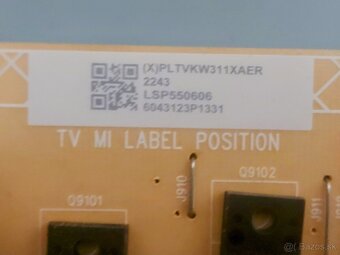 (X)PLTVKW311XAER
2243
LSP550606
6043123P1331
TV MI LABEL POSITION
Q9101
J910
Q9102
J911
© bazos.sk